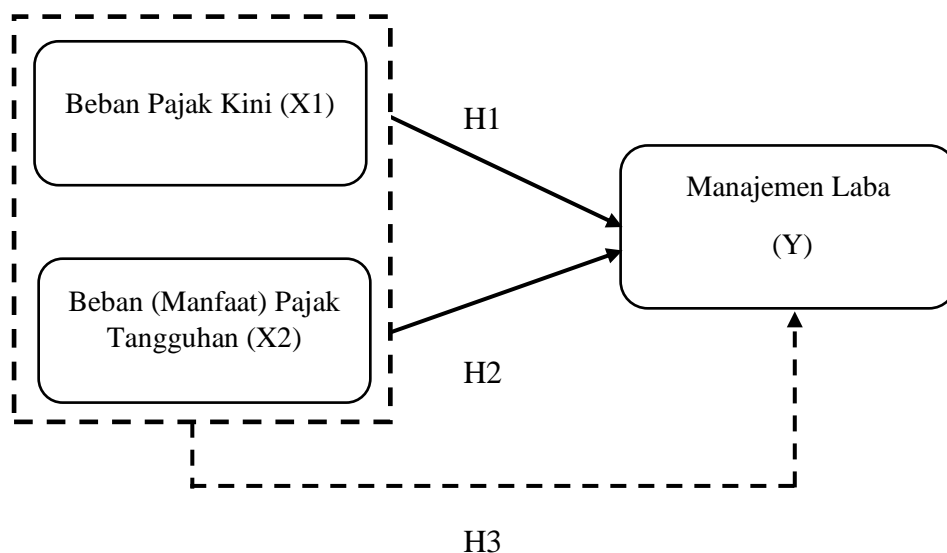 Beban Pajak Kini (X1)
H1
Manajemen Laba
(Y)
Beban (Manfaat) Pajak
Tangguhan (X2)
H2
H3